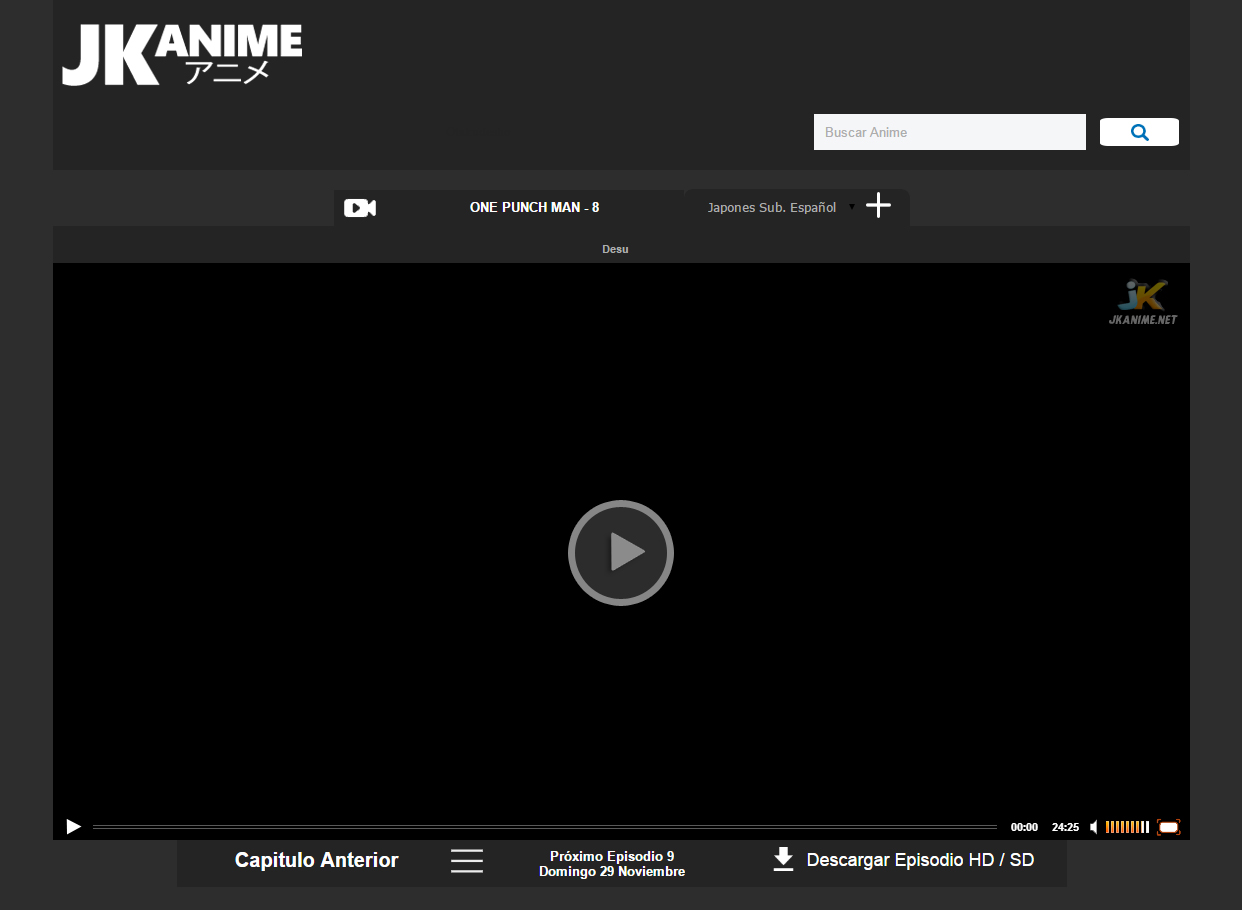 JKANIME
アニメ
Buscar Anime
ONE PUNCH MAN - 8
Japones Sub. Español
Desu
JK
JKANIME.NET
00:00 24:25
Capitulo Anterior
Próximo Episodio 9
Domingo 29 Noviembre
Descargar Episodio HD / SD